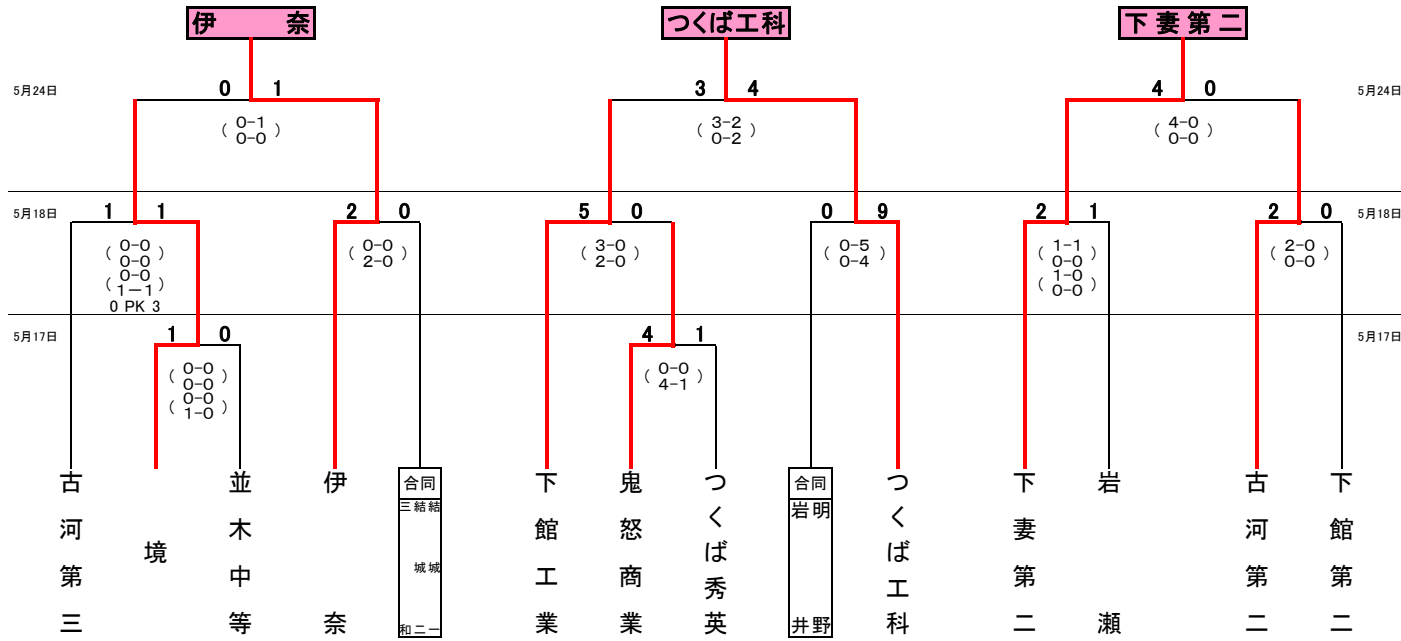 伊 奈
つくば工科
下妻第二
5月24日
0 1
3 4
4 0
5月24日
( 0-1 0-0 )
( 3-2 0-2 )
( 4-0 0-0 )
5月18日
1 1
2 0
5 0
0 9
2 1
2 0
5月18日
( 0-0 0-0 )
( 0-0 1－1 )
0 PK 3
( 0-0 2-0 )
( 3-0 2-0 )
( 0-5 0-4 )
( 1-1 0-0 )
( 1-0 0-0 )
( 2-0 0-0 )
5月17日
1 0
4 1
5月17日
( 0-0 0-0 )
( 0-0 1-0 )
( 0-0 4-1 )
古河第三
境
並木中等
伊奈
合同
結城一
結城二
三和
下館工業
鬼怒商業
つくば秀英
合同
明野
岩井
つくば工科
下妻第二
岩瀬
古河第二
下館第二